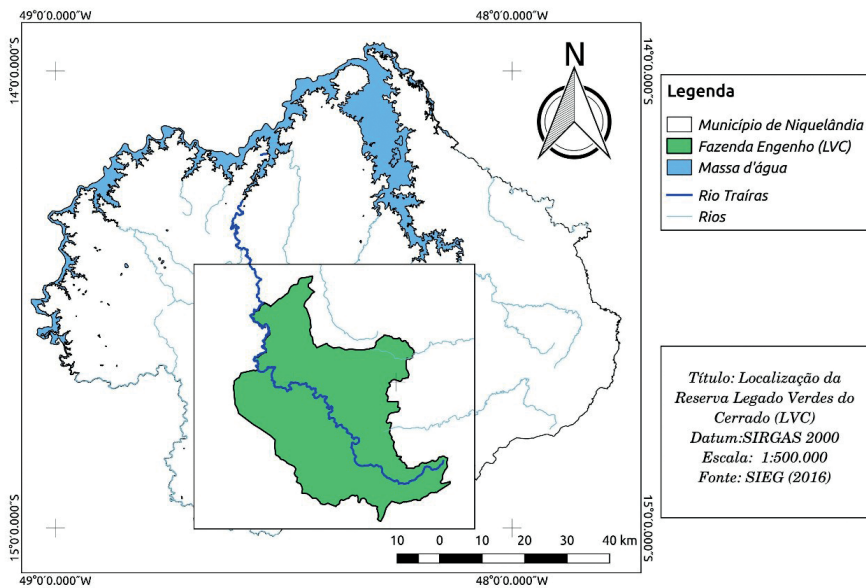 49°0'0.000"W
48°0'0.000"W
14°0'0.000"S
14°0'0.000"S
N
Legenda
Município de Niquelândia
Fazenda Engenho (LVC)
Massa d'água
Rio Traíras
Rios
Título: Localização da
Reserva Legado Verdes do
Cerrado (LVC)
Datum:SIRGAS 2000
Escala: 1:500.000
Fonte: SIEG (2016)
15°0'0.000"S
15°0'0.000"S
10 0 10 20 30 40 km
49°0'0.000"W
48°0'0.000"W